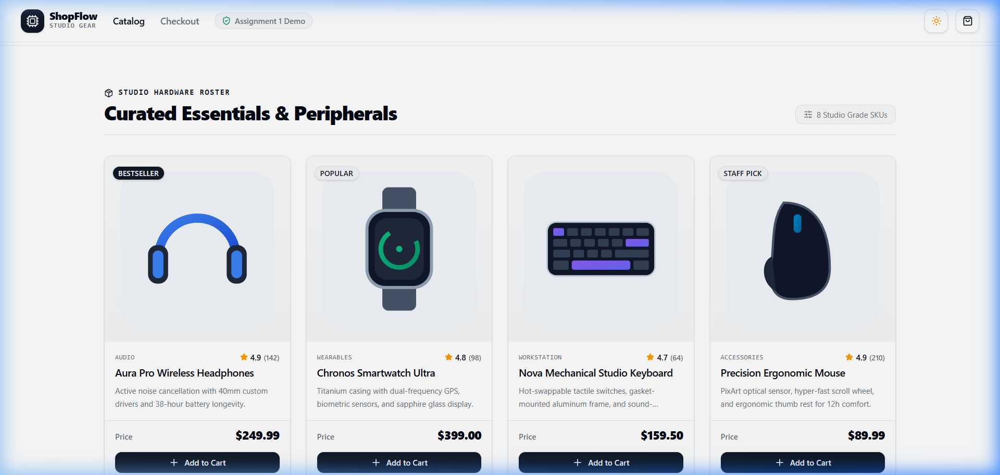 ShopFlow
STUDIO GEAR
Catalog
Checkout
Assignment 1 Demo
STUDIO HARDWARE ROSTER
Curated Essentials & Peripherals
8 Studio Grade SKUs
BESTSELLER
AUDIO
4.9 (142)
Aura Pro Wireless Headphones
Active noise cancellation with 40mm custom
drivers and 38-hour battery longevity.
Price
$249.99
Add to Cart
POPULAR
WEARABLES
4.8 (98)
Chronos Smartwatch Ultra
Titanium casing with dual-frequency GPS,
biometric sensors, and sapphire glass display.
Price
$399.00
Add to Cart
WORKSTATION
4.7 (64)
Nova Mechanical Studio Keyboard
Hot-swappable tactile switches, gasket-
mounted aluminum frame, and sound-...
Price
$159.50
Add to Cart
STAFF PICK
ACCESSORIES
4.9 (210)
Precision Ergonomic Mouse
PixArt optical sensor, hyper-fast scroll wheel,
and ergonomic thumb rest for 12h comfort.
Price
$89.99
Add to Cart